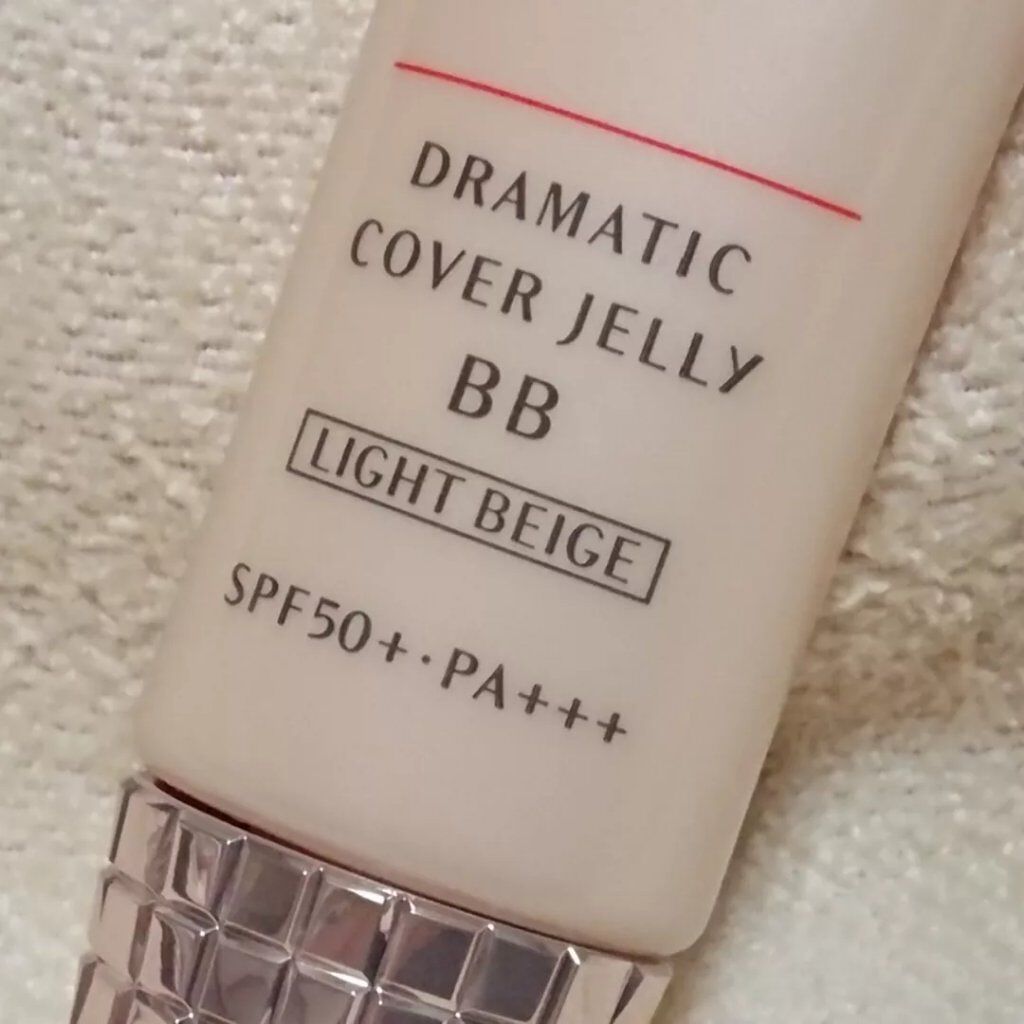 DRAMATIC
COVER JELLY
BB
LIGHT BEIGE
SPF50+・PA+++